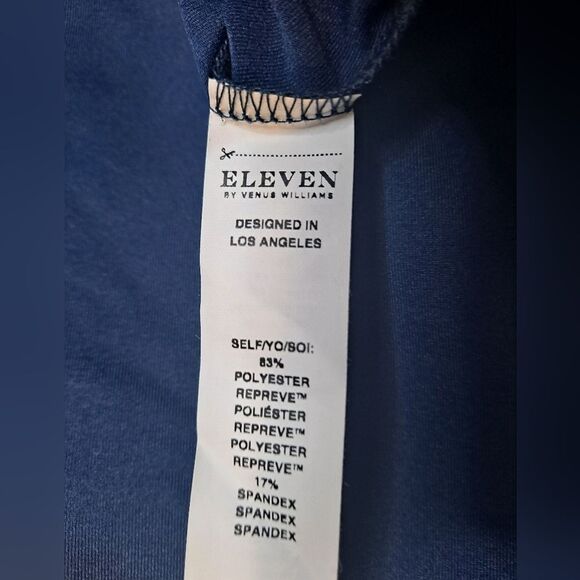 ELEVEN
BY VENUS WILLIAMS
DESIGNED IN
LOS ANGELES
SELF/YO/SOI:
83%
POLYESTER
REPREVE™
POLIÉSTER
REPREVE™
POLYESTER
REPREVE™
17%
SPANDEX
SPANDEX
SPANDEX